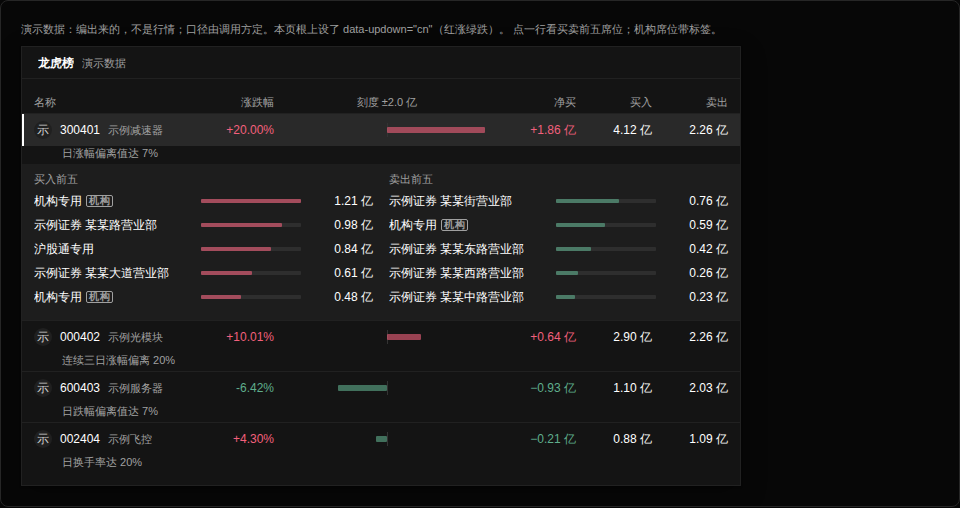 演示数据：编出来的，不是行情；口径由调用方定。本页根上设了 data-updown="cn"（红涨绿跌）。 点一行看买卖前五席位；机构席位带标签。
龙虎榜 演示数据
名称 涨跌幅 刻度 ±2.0 亿 净买 买入 卖出
示 300401 示例减速器 +20.00% +1.86 亿 4.12 亿 2.26 亿
日涨幅偏离值达 7%
买入前五 卖出前五
机构专用 机构 1.21 亿 示例证券 某某街营业部 0.76 亿
示例证券 某某路营业部 0.98 亿 机构专用 机构 0.59 亿
沪股通专用 0.84 亿 示例证券 某某东路营业部 0.42 亿
示例证券 某某大道营业部 0.61 亿 示例证券 某某西路营业部 0.26 亿
机构专用 机构 0.48 亿 示例证券 某某中路营业部 0.23 亿
示 000402 示例光模块 +10.01% +0.64 亿 2.90 亿 2.26 亿
连续三日涨幅偏离 20%
示 600403 示例服务器 -6.42% −0.93 亿 1.10 亿 2.03 亿
日跌幅偏离值达 7%
示 002404 示例飞控 +4.30% −0.21 亿 0.88 亿 1.09 亿
日换手率达 20%